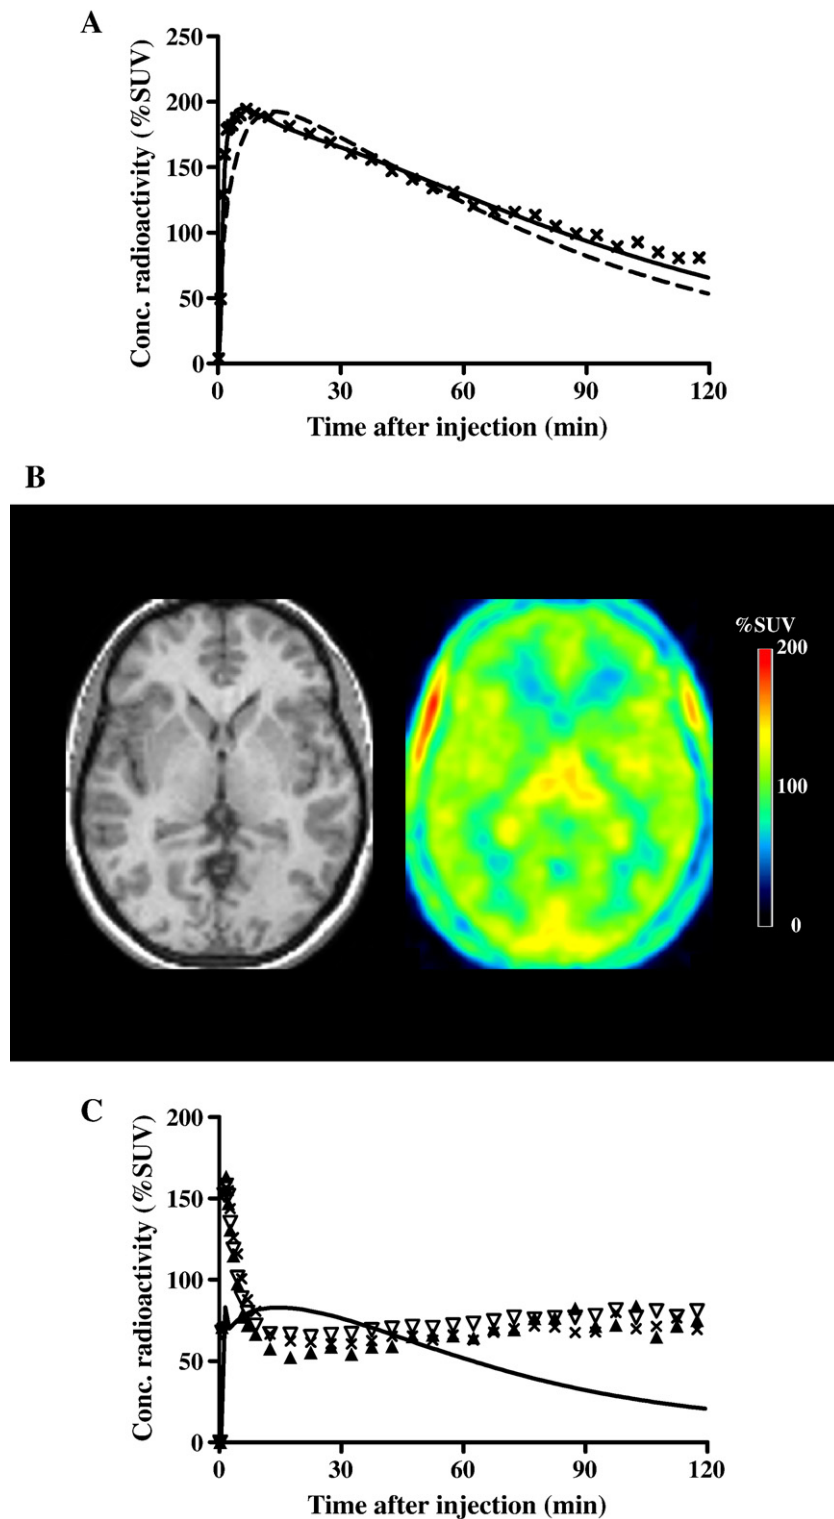 A
Conc. radioactivity (%SUV)
250
200
150
100
50
0
0 30 60 90 120
Time after injection (min)
B
%SUV
200
100
0
C
Conc. radioactivity (%SUV)
200
150
100
50
0
0 30 60 90 120
Time after injection (min)